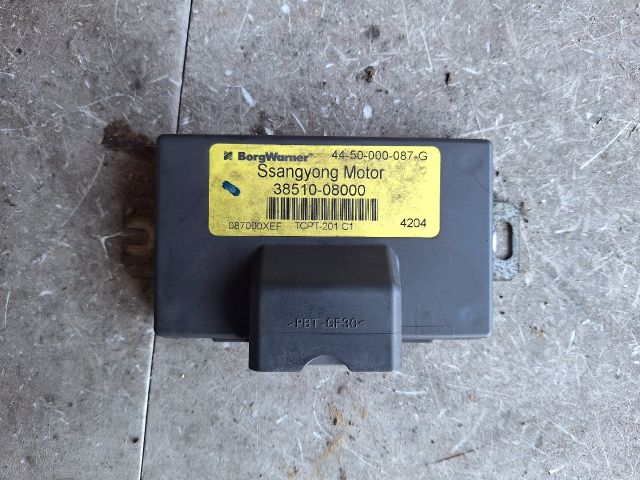 BorgWarner 44-50-000-087-G
Ssangyong Motor
38510-08000
087000XEF TCPT-201 C1 4204
>PBT-GF30<